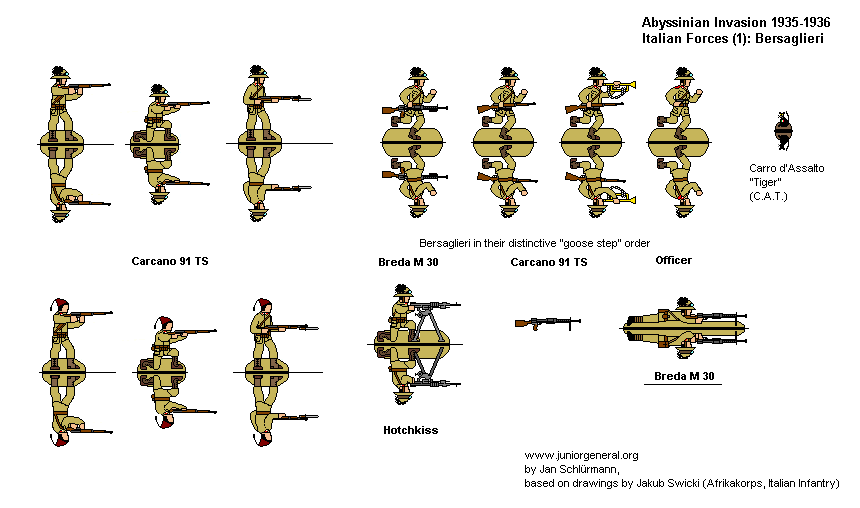 Abyssinian Invasion 1935-1936
Italian Forces (1): Bersaglieri
Carro d'Assalto
"Tiger"
(C.A.T.)
Bersaglieri in their distinctive "goose step" order
Carcano 91 TS
Breda M 30
Carcano 91 TS
Officer
Breda M 30
Hotchkiss
www.juniorgeneral.org
by Jan Schlürmann,
based on drawings by Jakub Swicki (Afrikakorps, Italian Infantry)